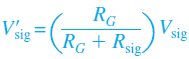 V′sig = (RG / (RG + Rsig)) Vsig